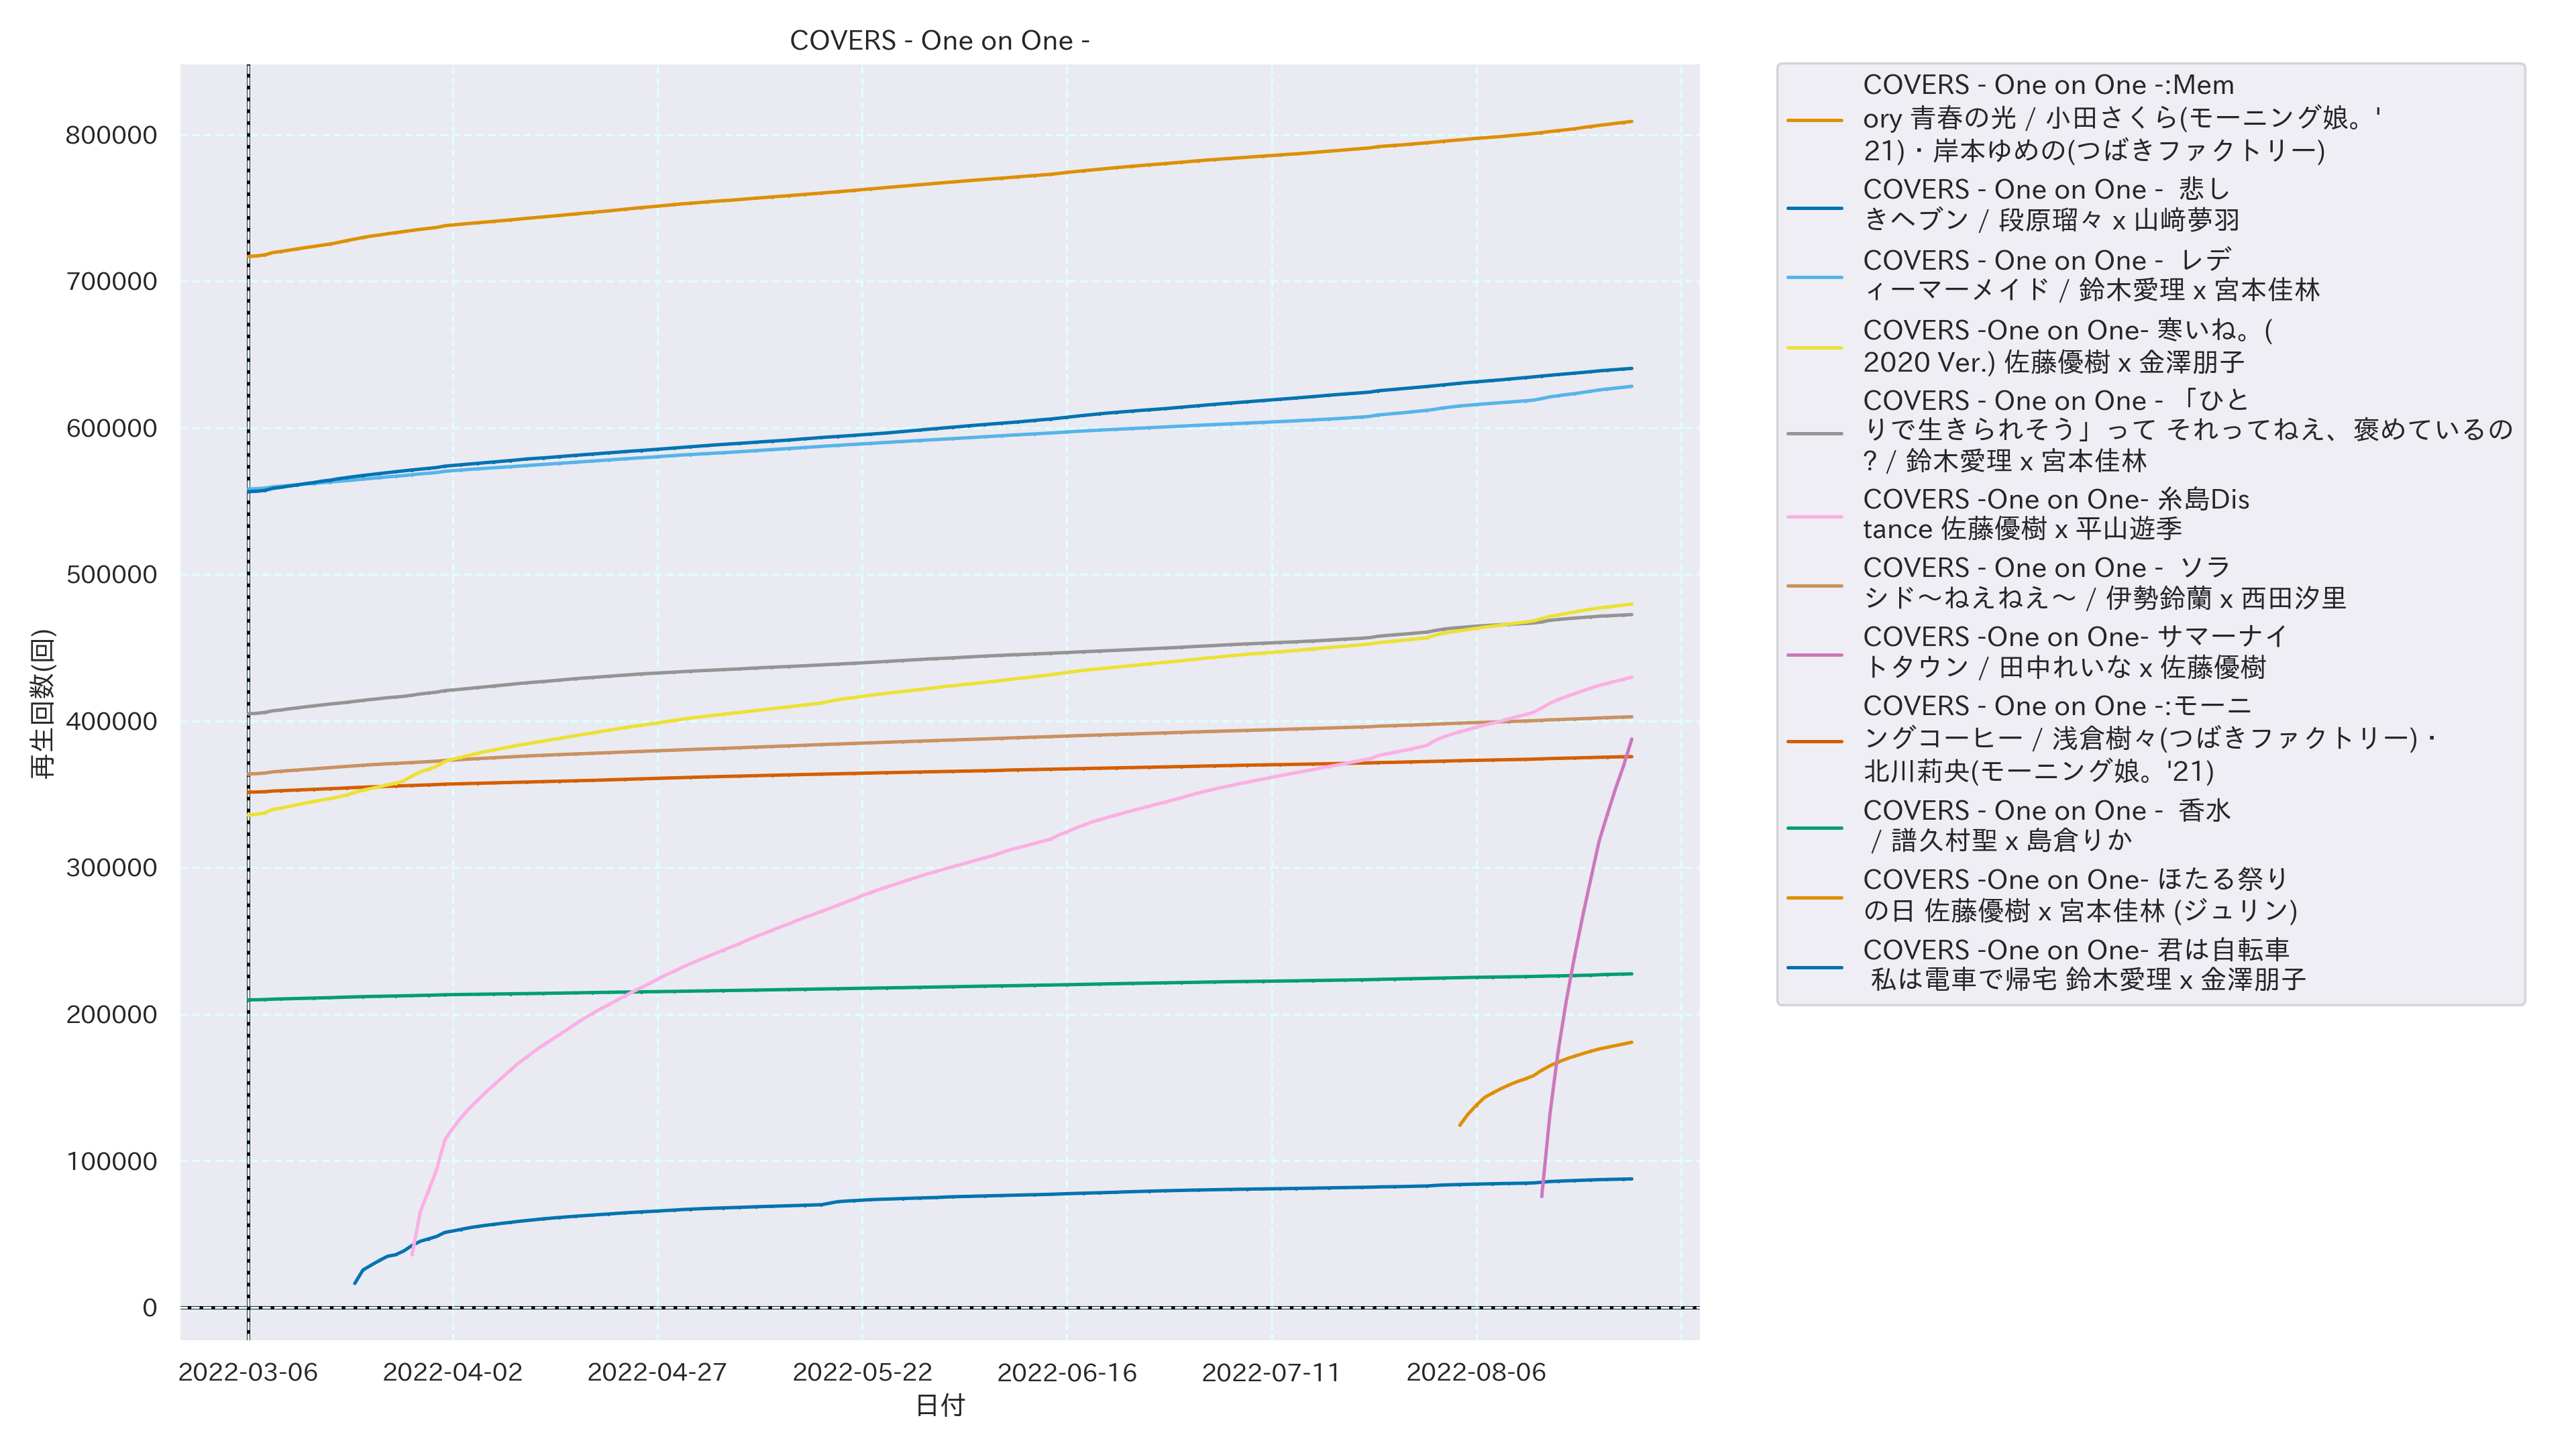 COVERS - One on One -
再生回数(回)
800000
700000
600000
500000
400000
300000
200000
100000
0
2022-03-06
2022-04-02
2022-04-27
2022-05-22
2022-06-16
2022-07-11
2022-08-06
日付
COVERS - One on One -:Mem
ory 青春の光 / 小田さくら(モーニング娘。'
21)・岸本ゆめの(つばきファクトリー)
COVERS - One on One -  悲し
きヘブン / 段原瑠々 x 山﨑夢羽
COVERS - One on One -  レデ
ィーマーメイド / 鈴木愛理 x 宮本佳林
COVERS -One on One- 寒いね。(
2020 Ver.) 佐藤優樹 x 金澤朋子
COVERS - One on One - 「ひと
りで生きられそう」って それってねえ、褒めているの
? / 鈴木愛理 x 宮本佳林
COVERS -One on One- 糸島Dis
tance 佐藤優樹 x 平山遊季
COVERS - One on One -  ソラ
シド～ねえねえ～ / 伊勢鈴蘭 x 西田汐里
COVERS -One on One- サマーナイ
トタウン / 田中れいな x 佐藤優樹
COVERS - One on One -:モーニ
ングコーヒー / 浅倉樹々(つばきファクトリー)・
北川莉央(モーニング娘。'21)
COVERS - One on One -  香水
/ 譜久村聖 x 島倉りか
COVERS -One on One- ほたる祭り
の日 佐藤優樹 x 宮本佳林 (ジュリン)
COVERS -One on One- 君は自転車
私は電車で帰宅 鈴木愛理 x 金澤朋子